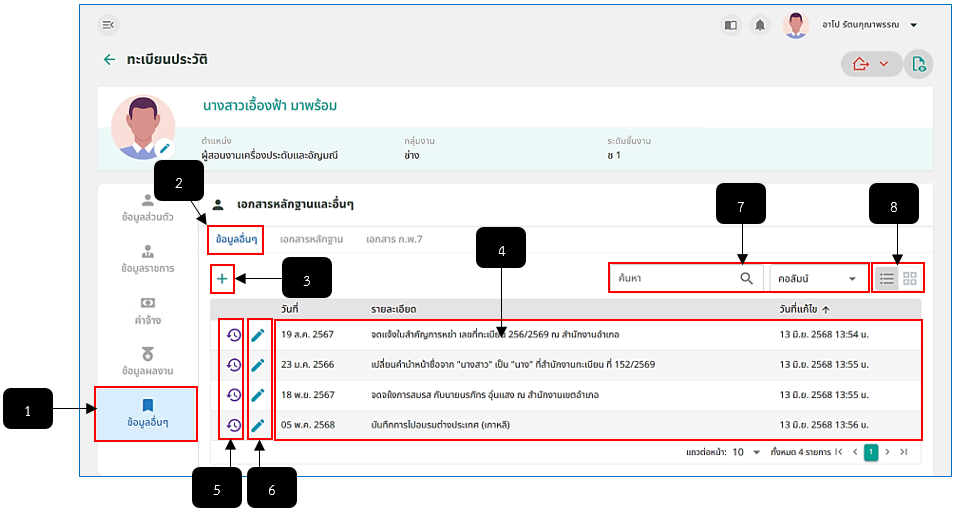 อาโป รัตนกุณาพรรณ
ทะเบียนประวัติ
นางสาวเอื้องฟ้า มาพร้อม
ตำแหน่ง กลุ่มงาน ระดับชั้นงาน
ผู้สอนงานเครื่องประดับและอัญมณี ช่าง ช 1
2
7
8
ข้อมูลส่วนตัว
เอกสารหลักฐานและอื่นๆ
ข้อมูลอื่นๆ เอกสารหลักฐาน เอกสาร ก.พ.7
4
ข้อมูลราชการ
3
ค้นหา
คอลัมน์
ค่าจ้าง
วันที่ รายละเอียด วันที่แก้ไข
19 ส.ค. 2567 จดแจ้งใบสำคัญการหย่า เลขที่ทะเบียน 256/2569 ณ สำนักงานอำเภอ 13 มิ.ย. 2568 13:54 น.
ข้อมูลผลงาน
23 ม.ค. 2566 เปลี่ยนคำนำหน้าชื่อจาก "นางสาว" เป็น "นาง" ที่สำนักงานทะเบียน ที่ 152/2569 13 มิ.ย. 2568 13:55 น.
18 พ.ย. 2567 จดจใงการสมรส กับนายบรภัทร อุ่นแสง ณ สำนักงานเขตอำเภอ 13 มิ.ย. 2568 13:55 น.
1
ข้อมูลอื่นๆ
05 พ.ค. 2568 บันทึกการไปอบรมต่างประเทศ (เกาหลี) 13 มิ.ย. 2568 13:56 น.
แถวต่อหน้า: 10 ทั้งหมด 4 รายการ 1
5
6